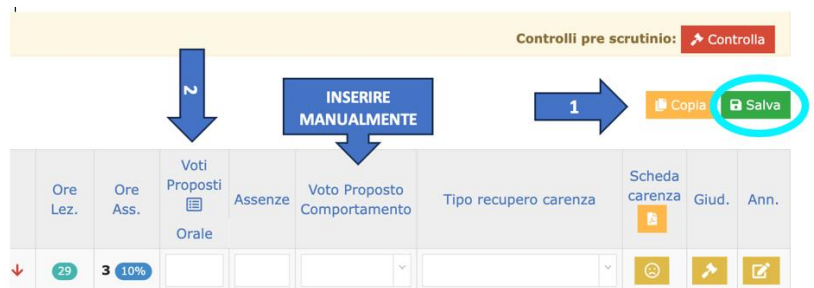 Controlli pre scrutinio: Controlla
2
INSERIRE
MANUALMENTE
1
Copia
Salva
Ore
Lez.
Ore
Ass.
Voti
Proposti
Orale
Assenze
Voto Proposto
Comportamento
Tipo recupero carenza
Scheda
carenza
Giud.
Ann.
29
3 10%